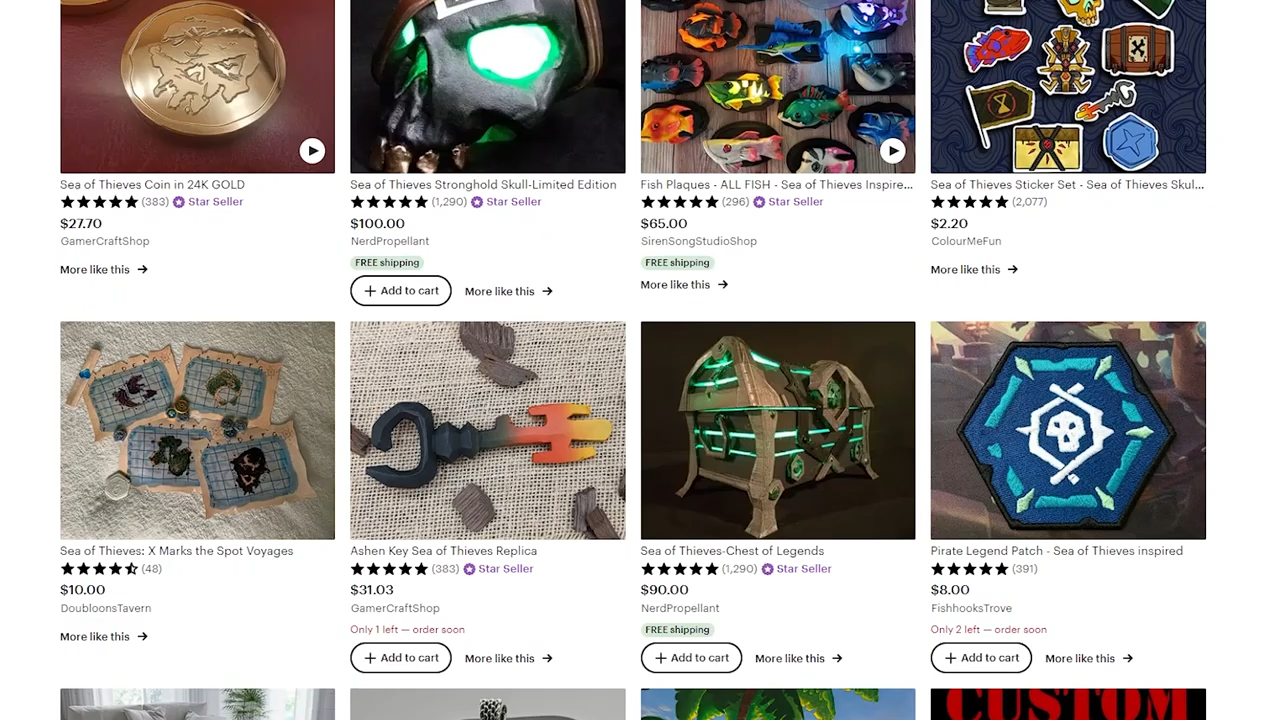 Sea of Thieves Coin in 24K GOLD
(383) Star Seller
$27.70
GamerCraftShop
More like this
Sea of Thieves Stronghold Skull-Limited Edition
(1,290) Star Seller
$100.00
NerdPropellant
FREE shipping
Add to cart
More like this
Fish Plaques - ALL FISH - Sea of Thieves Inspire...
(296) Star Seller
$65.00
SirenSongStudioShop
FREE shipping
More like this
Sea of Thieves Sticker Set - Sea of Thieves Skul...
(2,077)
$2.20
ColourMeFun
More like this
Sea of Thieves: X Marks the Spot Voyages
(48)
$10.00
DoubloonsTavern
More like this
Ashen Key Sea of Thieves Replica
(383) Star Seller
$31.03
GamerCraftShop
Only 1 left — order soon
Add to cart
More like this
Sea of Thieves-Chest of Legends
(1,290) Star Seller
$90.00
NerdPropellant
FREE shipping
Add to cart
More like this
Pirate Legend Patch - Sea of Thieves inspired
(391)
$8.00
FishhooksTrove
Only 2 left — order soon
Add to cart
More like this
CUSTOM